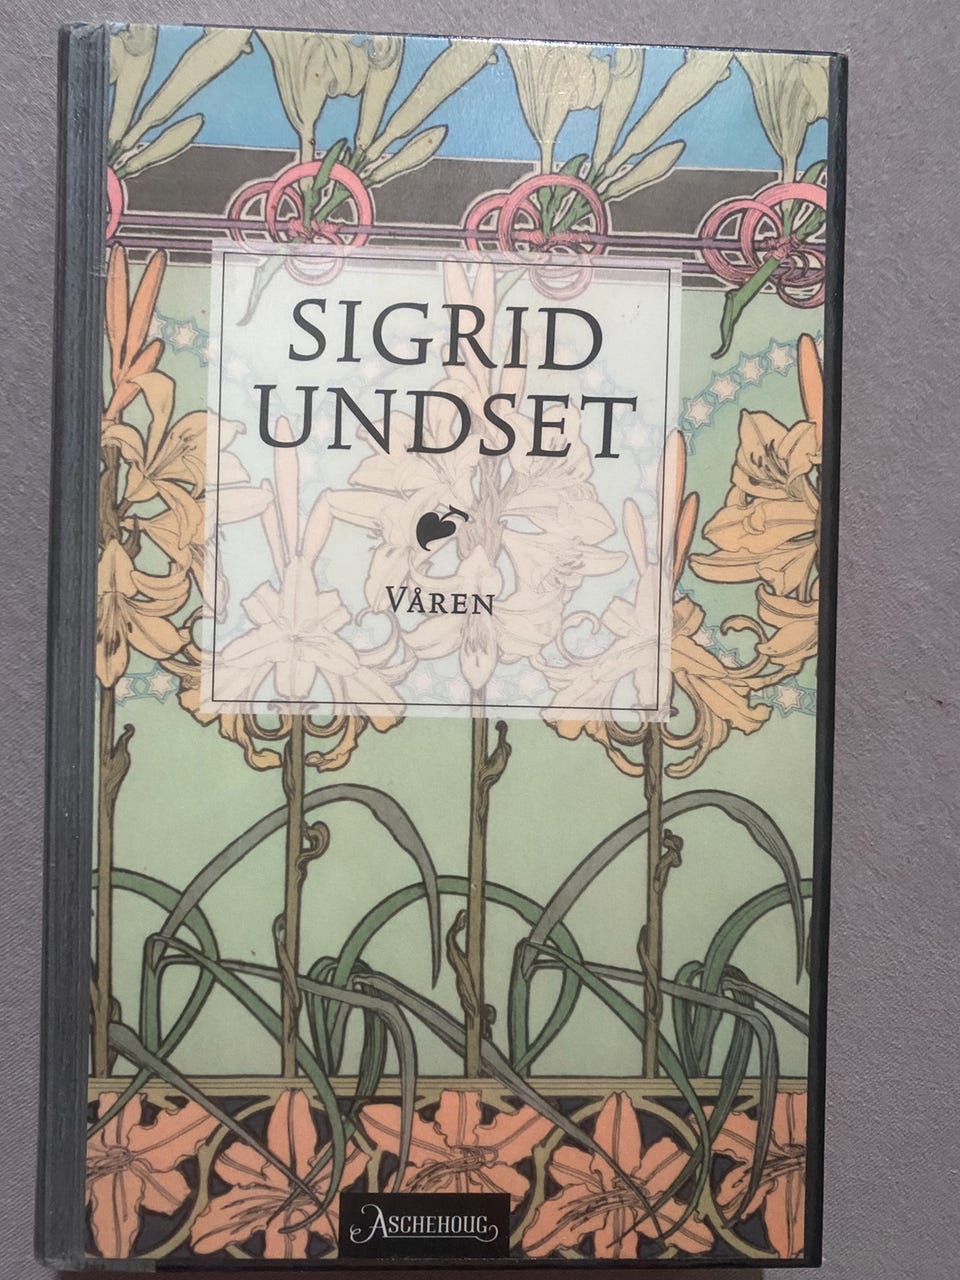 SIGRID
UNDSET
VÅREN
ASCHEHOUG